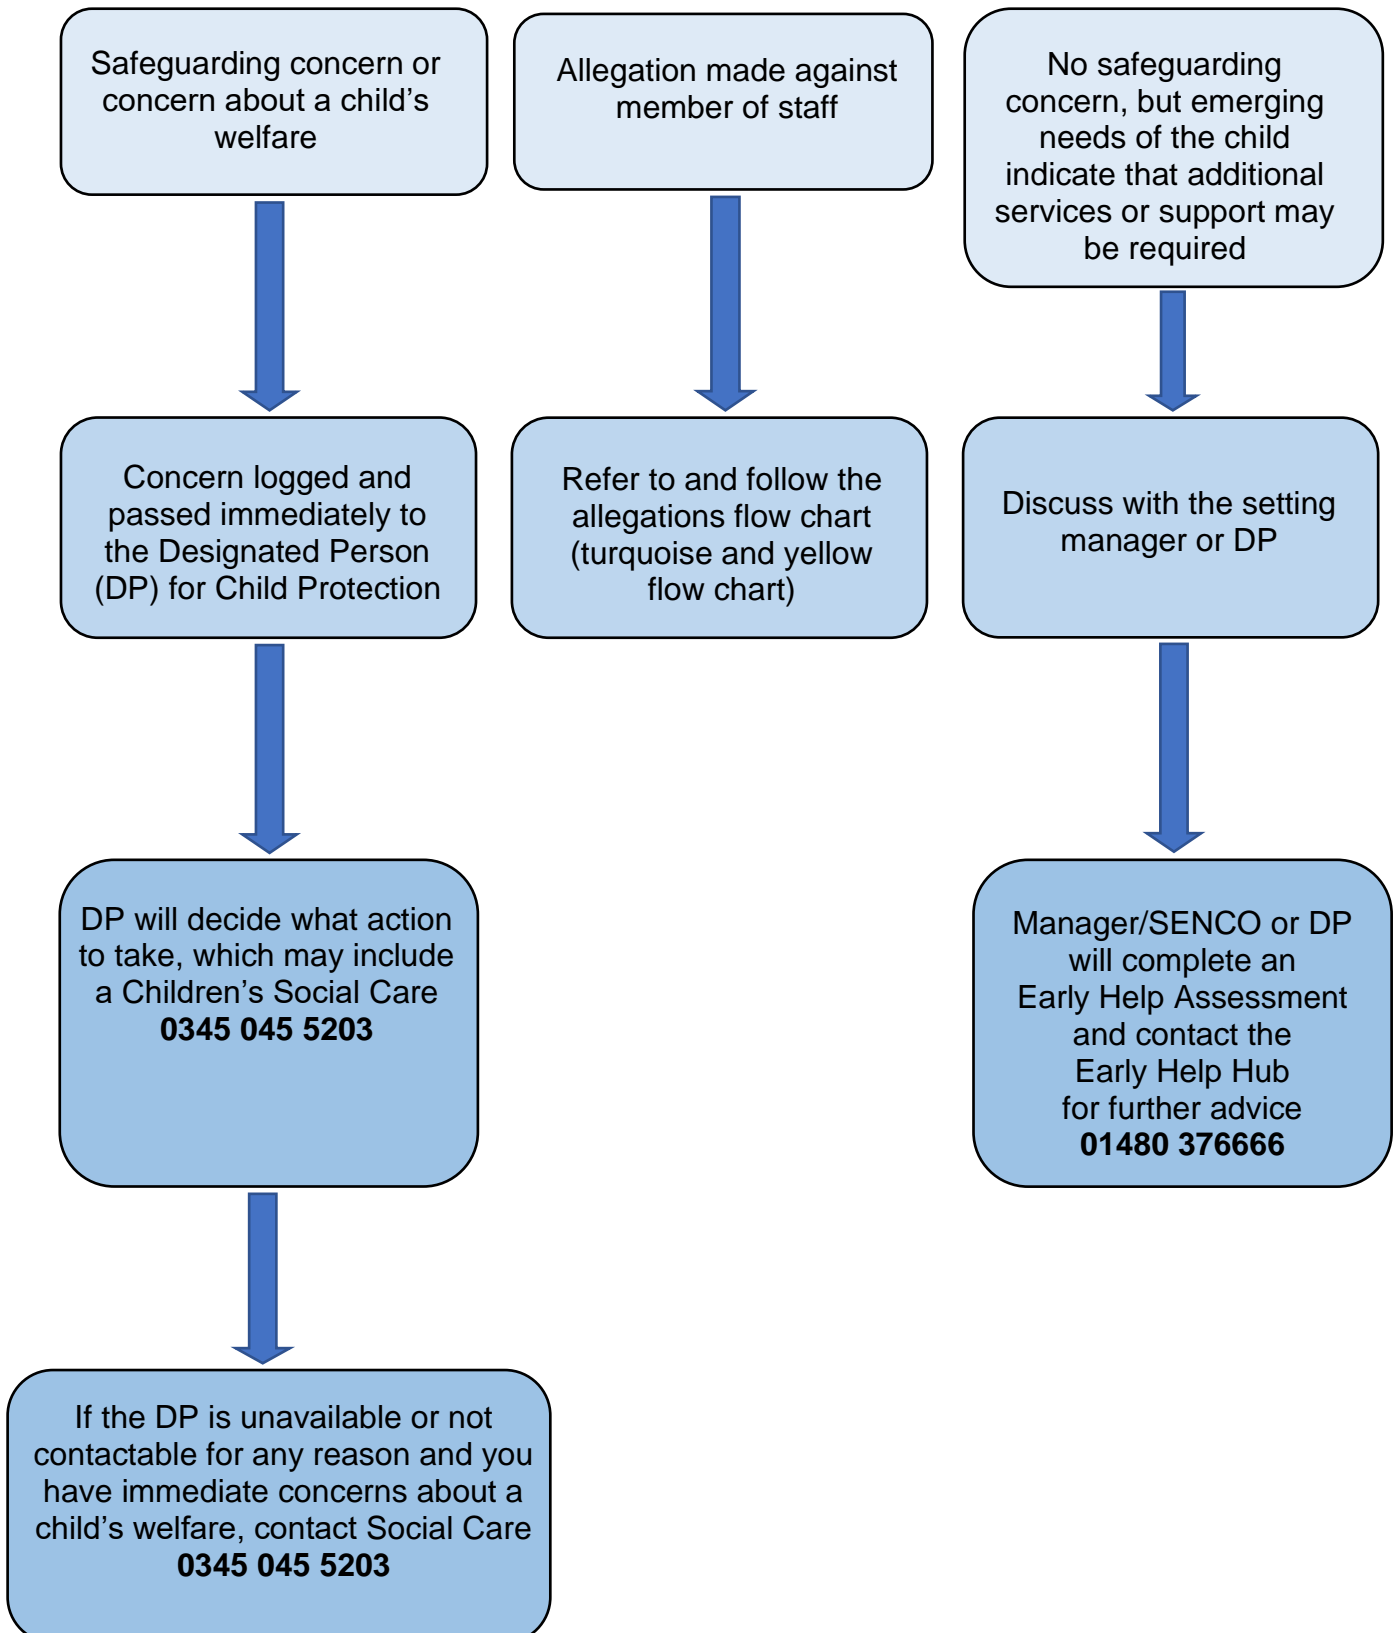 Safeguarding concern or
concern about a child’s
welfare
Allegation made against
member of staff
No safeguarding
concern, but emerging
needs of the child
indicate that additional
services or support may
be required
Concern logged and
passed immediately to
the Designated Person
(DP) for Child Protection
Refer to and follow the
allegations flow chart
(turquoise and yellow
flow chart)
Discuss with the setting
manager or DP
DP will decide what action
to take, which may include
a Children’s Social Care
0345 045 5203
Manager/SENCO or DP
will complete an
Early Help Assessment
and contact the
Early Help Hub
for further advice
01480 376666
If the DP is unavailable or not
contactable for any reason and you
have immediate concerns about a
child’s welfare, contact Social Care
0345 045 5203